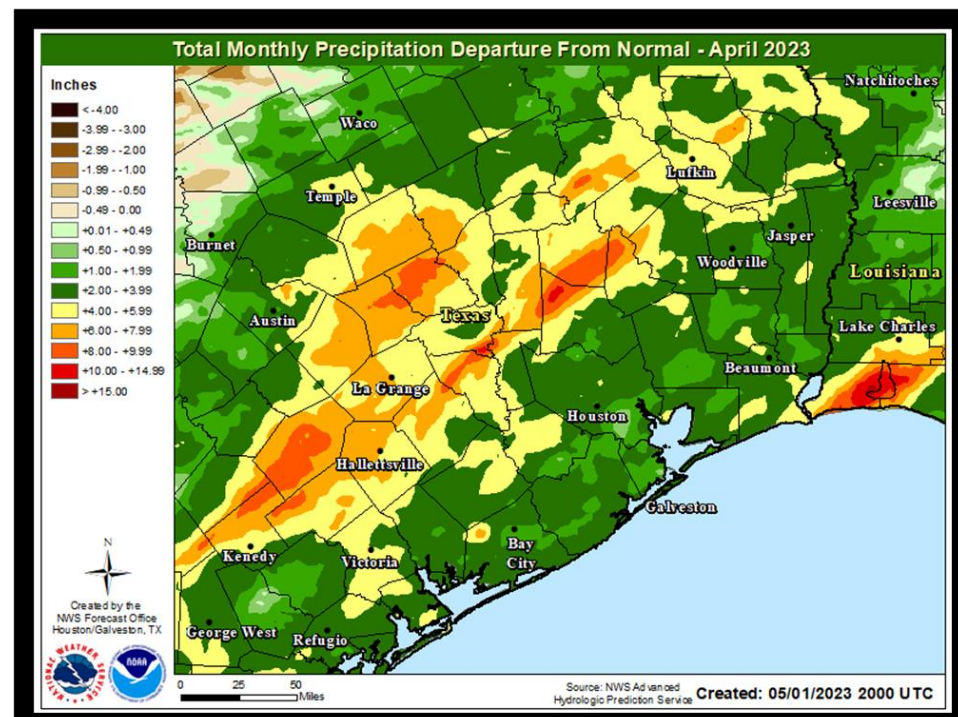 Total Monthly Precipitation Departure From Normal - April 2023
Inches
< -4.00
-3.99 - -3.00
-2.99 - -2.00
-1.99 - -1.00
-0.99 - -0.50
-0.49 - 0.00
+0.01 - +0.49
+0.50 - +0.99
+1.00 - +1.99
+2.00 - +3.99
+4.00 - +5.99
+6.00 - +7.99
+8.00 - +9.99
+10.00 - +14.99
> +15.00
Natchitoches
Waco
Lufkin
Temple
Leesville
Burnet
Jasper
Woodville
Louisiana
Austin
Texas
Lake Charles
Beaumont
La Grange
Houston
Hallettsville
Galveston
Kenedy
Victoria
Bay
City
George West
Refugio
N
Created by the
NWS Forecast Office
Houston/Galveston, TX
NATIONAL WEATHER
SERVICE
NOAA
0 25 50
Miles
Source: NWS Advanced
Hydrologic Prediction Service
Created: 05/01/2023 2000 UTC